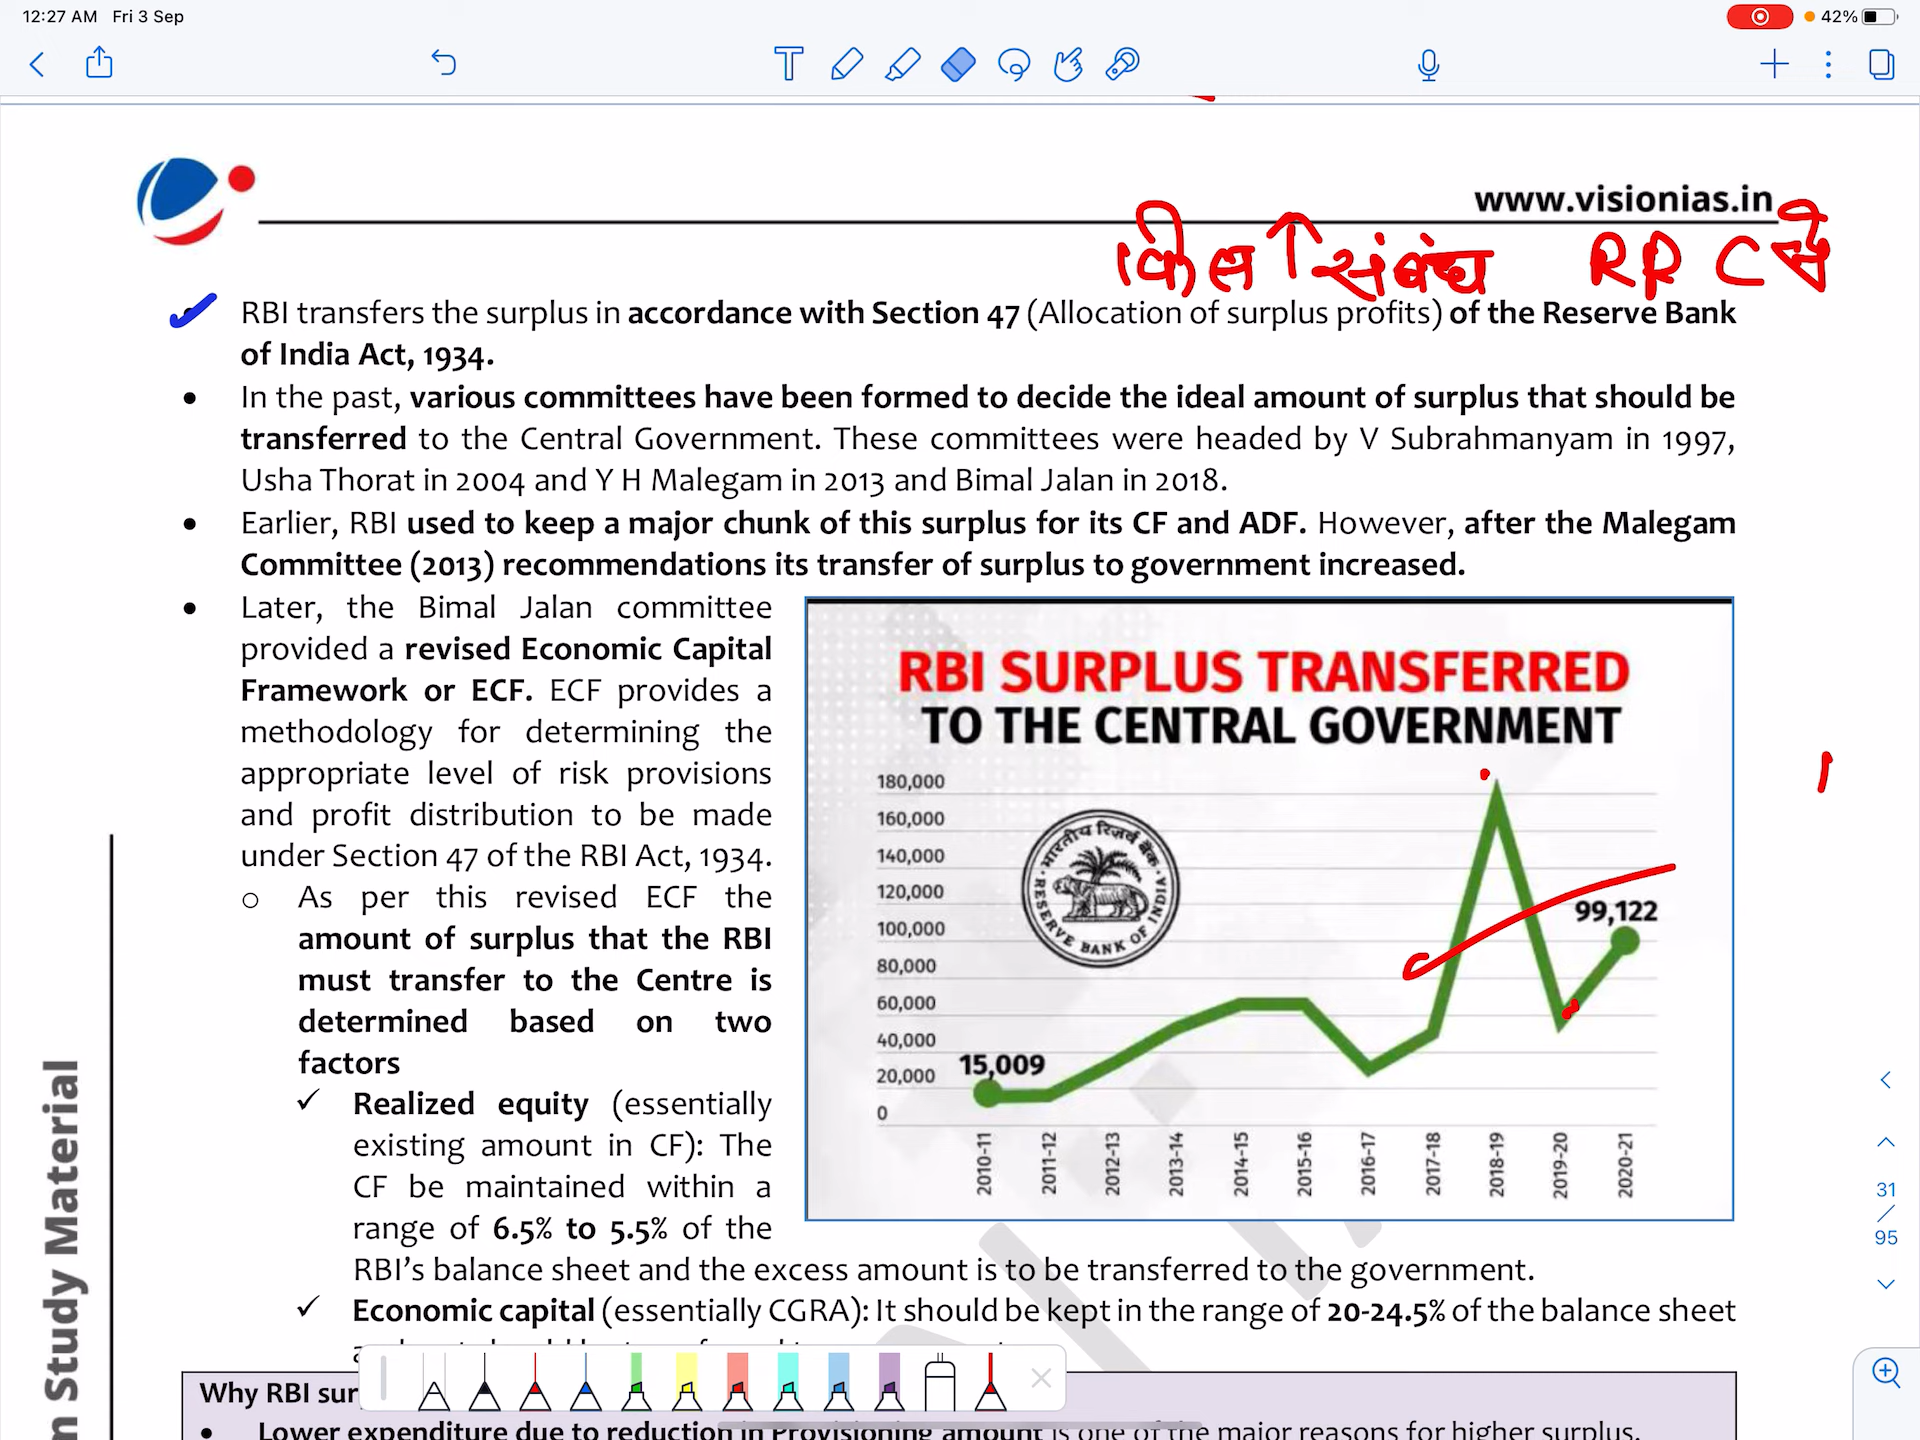 12:27 AM Fri 3 Sep
42%
www.visionias.in
संबंध RRC से
RBI transfers the surplus in accordance with Section 47 (Allocation of surplus profits) of the Reserve Bank
of India Act, 1934.
• In the past, various committees have been formed to decide the ideal amount of surplus that should be
transferred to the Central Government. These committees were headed by V Subrahmanyam in 1997,
Usha Thorat in 2004 and Y H Malegam in 2013 and Bimal Jalan in 2018.
• Earlier, RBI used to keep a major chunk of this surplus for its CF and ADF. However, after the Malegam
Committee (2013) recommendations its transfer of surplus to government increased.
• Later, the Bimal Jalan committee
provided a revised Economic Capital
Framework or ECF. ECF provides a
methodology for determining the
appropriate level of risk provisions
and profit distribution to be made
under Section 47 of the RBI Act, 1934.
o As per this revised ECF the
amount of surplus that the RBI
must transfer to the Centre is
determined based on two
factors
✓ Realized equity (essentially
existing amount in CF): The
CF be maintained within a
range of 6.5% to 5.5% of the
RBI's balance sheet and the excess amount is to be transferred to the government.
✓ Economic capital (essentially CGRA): It should be kept in the range of 20-24.5% of the balance sheet
RBI SURPLUS TRANSFERRED
TO THE CENTRAL GOVERNMENT
180,000
160,000
140,000
120,000
100,000
80,000
60,000
40,000
20,000
0
भारतीय रिज़र्व बैंक
RESERVE BANK OF INDIA
15,009
99,122
2010-11
2011-12
2012-13
2013-14
2014-15
2015-16
2016-17
2017-18
2018-19
2019-20
2020-21
Why RBI sur
• Lower expenditure due to reduction in Provisioning amount is one of the major reasons for higher surplus.
n Study Material
31
/
95